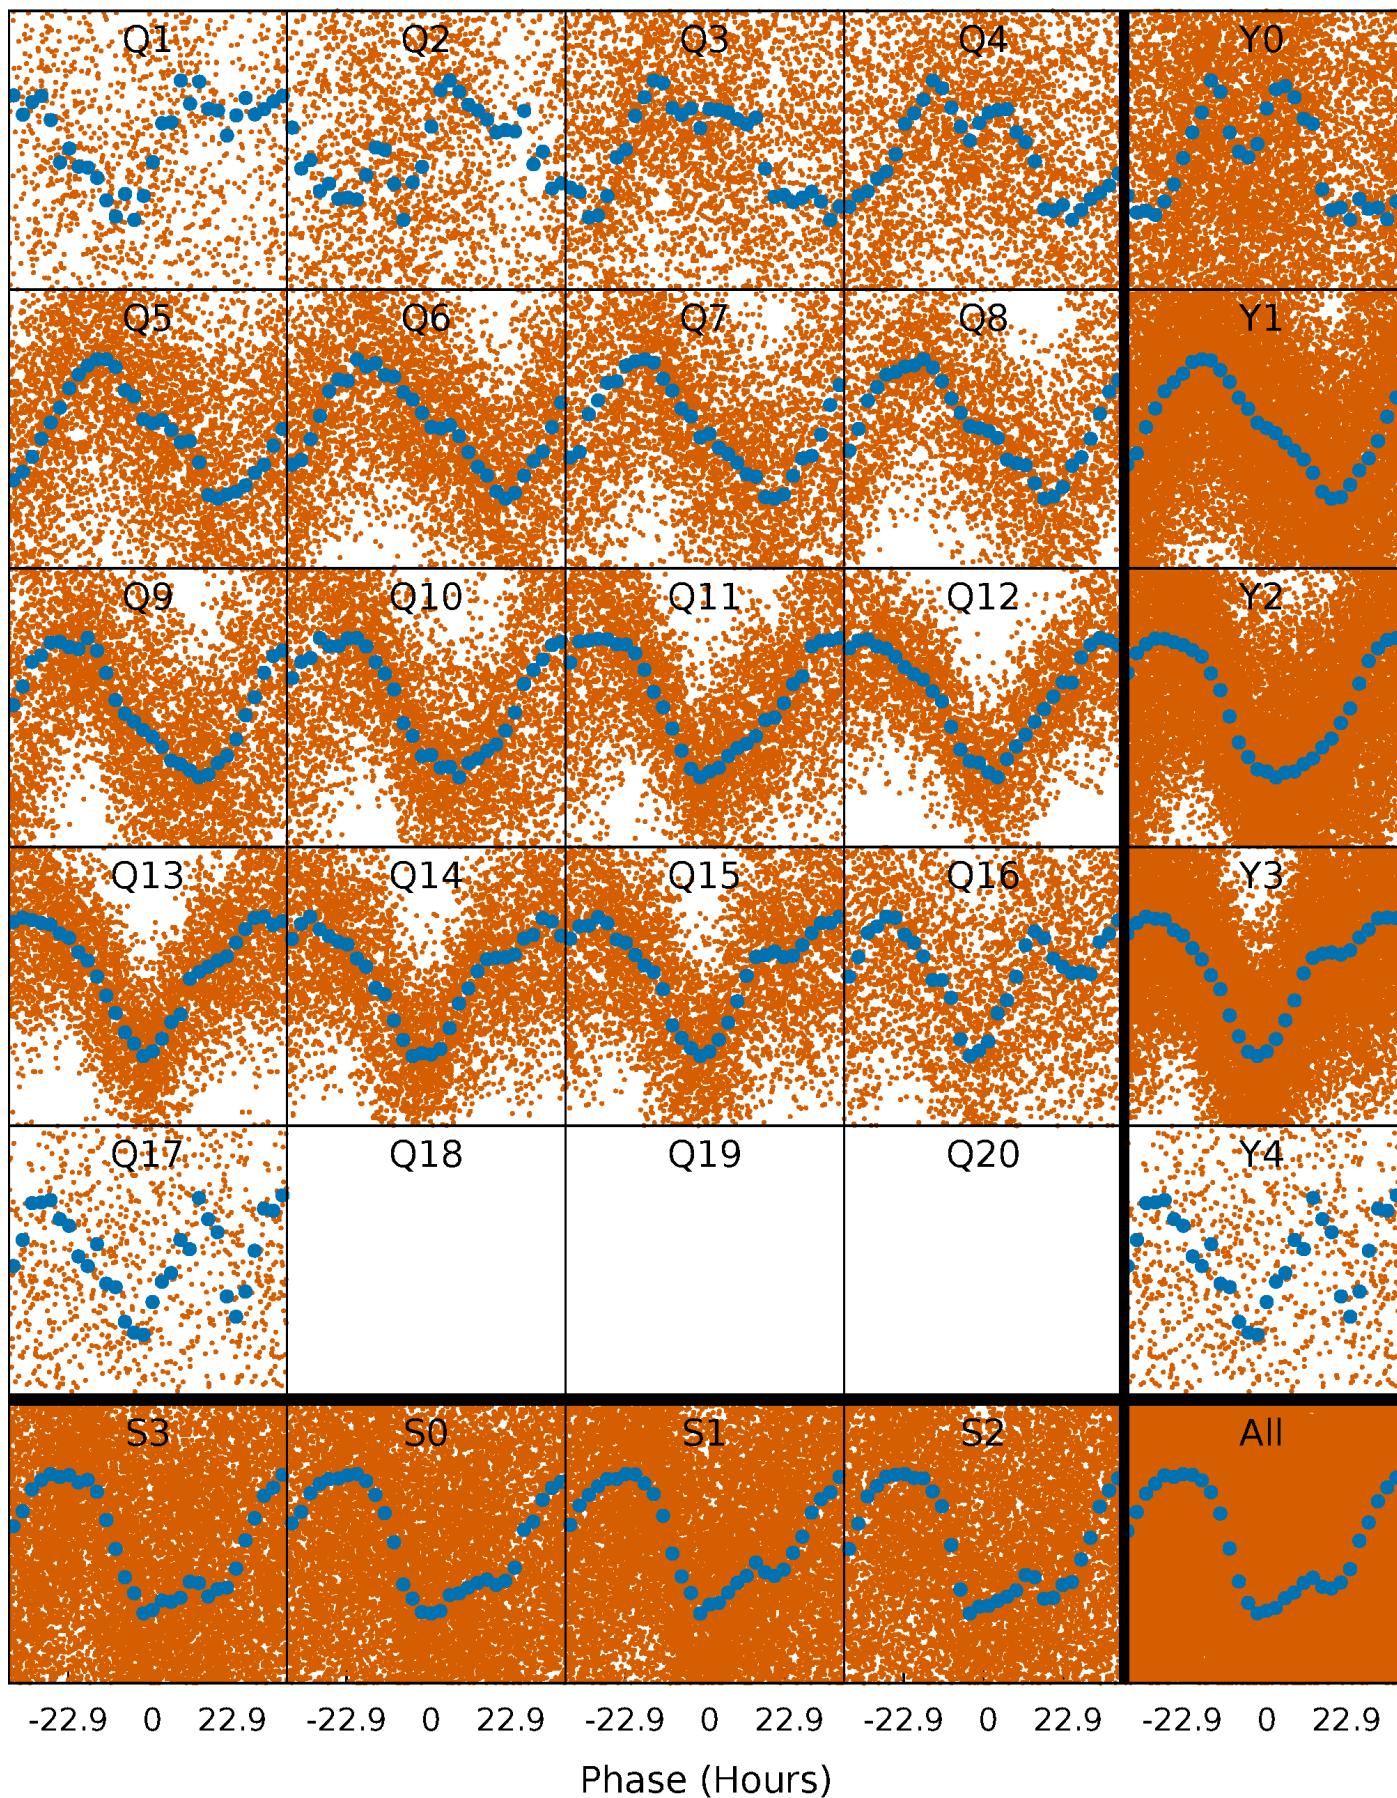 Q1 Q2 Q3 Q4 Y0
Q5 Q6 Q7 Q8 Y1
Q9 Q10 Q11 Q12 Y2
Q13 Q14 Q15 Q16 Y3
Q17 Q18 Q19 Q20 Y4
S3 S0 S1 S2 All
-22.9 0 22.9 -22.9 0 22.9 -22.9 0 22.9 -22.9 0 22.9 -22.9 0 22.9
Phase (Hours)